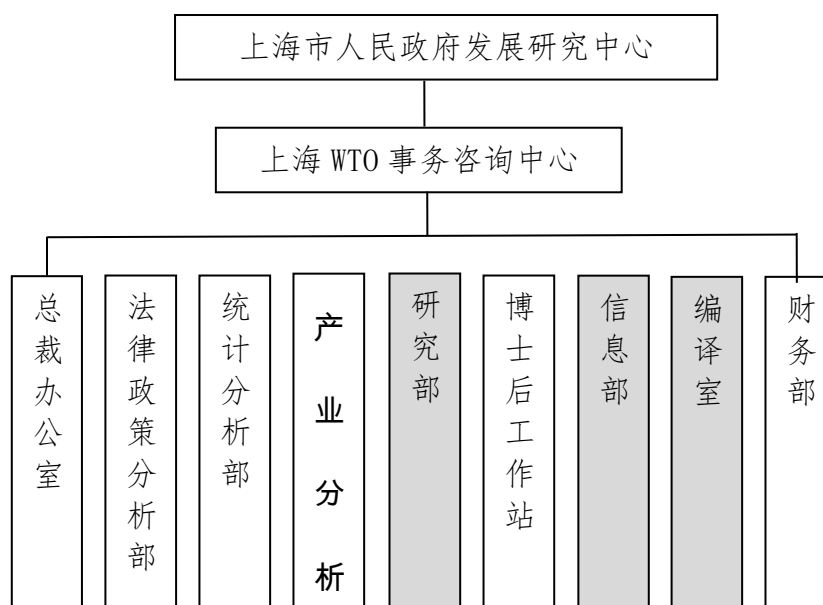 上海市人民政府发展研究中心
上海 WTO 事务咨询中心
总裁办公室
法律政策分析部
统计分析部
产业分析
研究部
博士后工作站
信息部
编译室
财务部